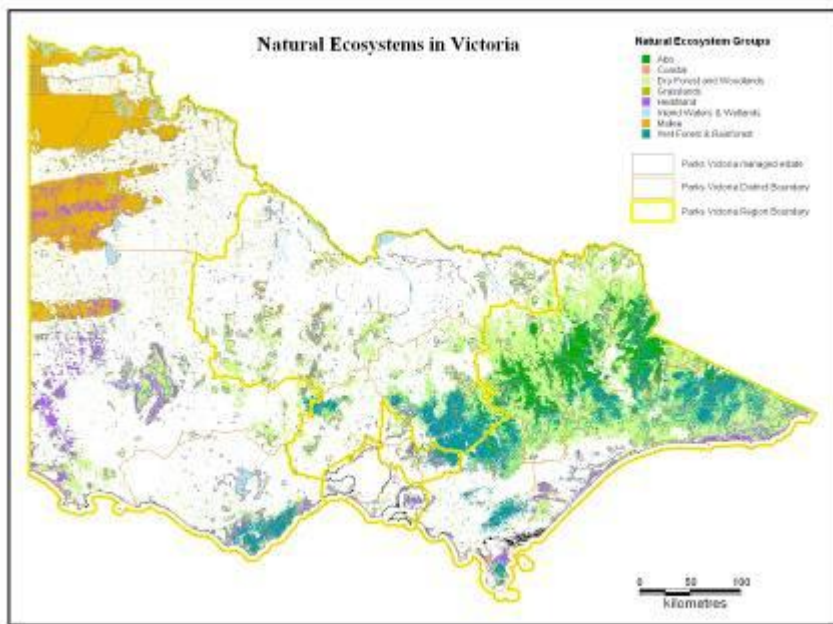 Natural Ecosystems in Victoria
Natural Ecosystem Groups
Alps
Coastal
Dry Forest and Woodlands
Grasslands
Heathland
Inland Waters & Wetlands
Mallee
Wet Forest & Rainforest
Parks Victoria managed estate
Parks Victoria District Boundary
Parks Victoria Region Boundary
0 50 100
kilometres